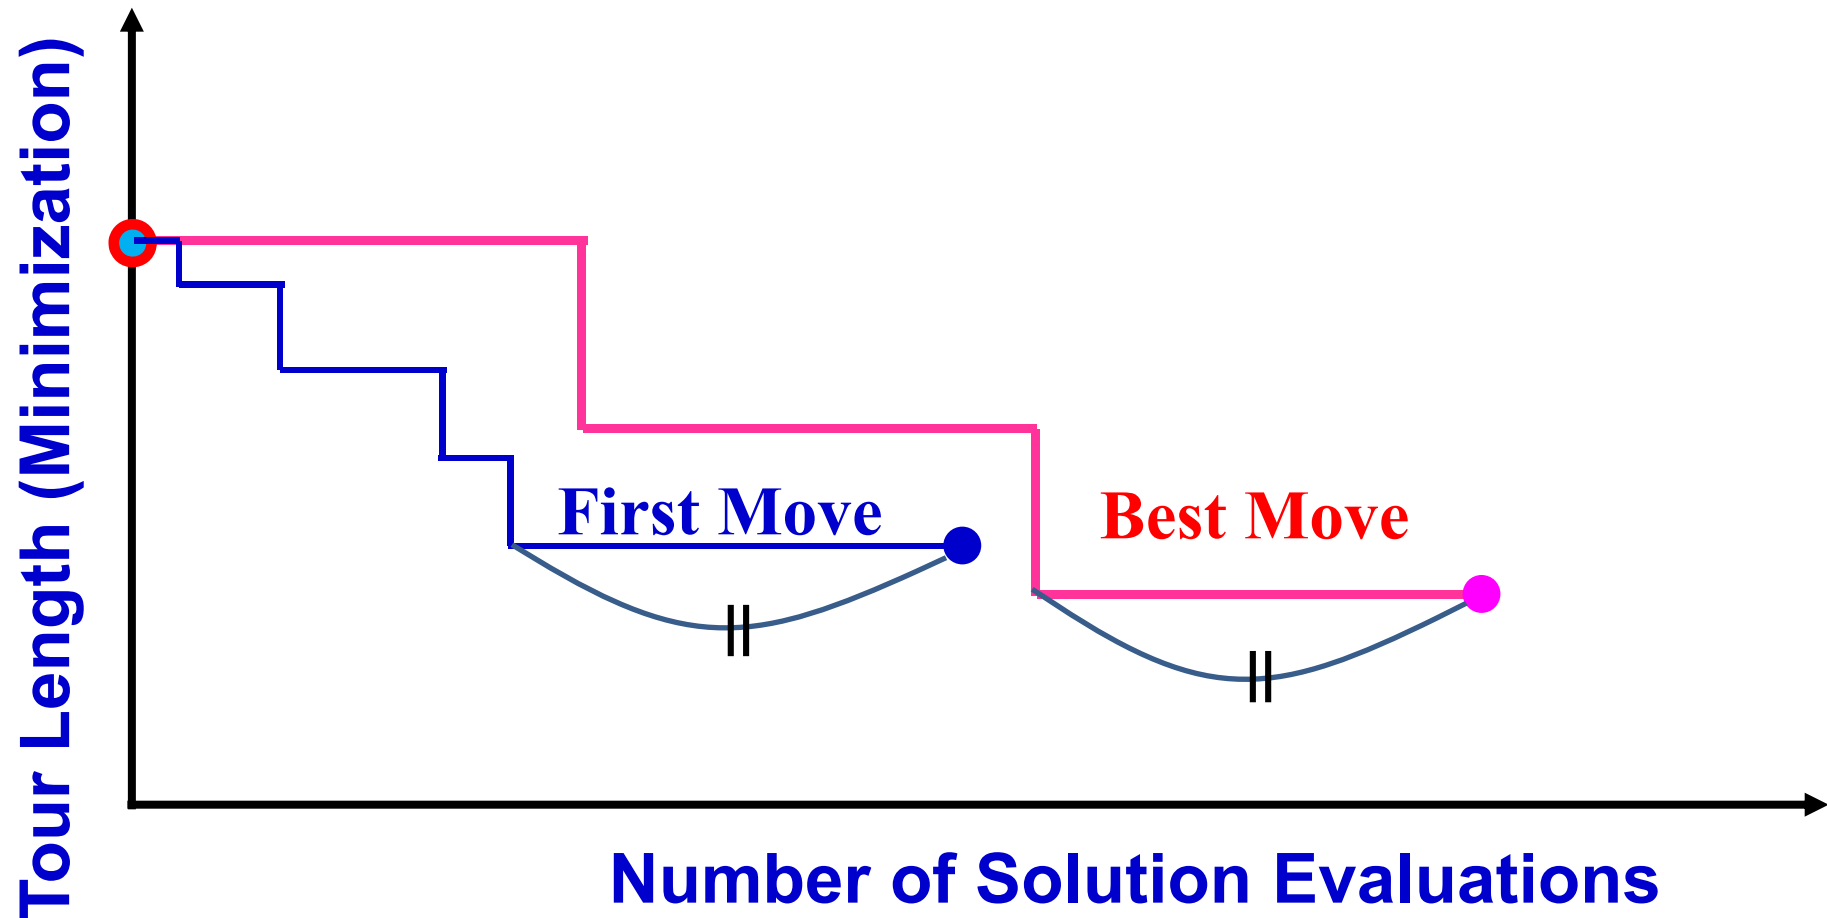 Tour Length (Minimization)
First Move
Best Move
Number of Solution Evaluations